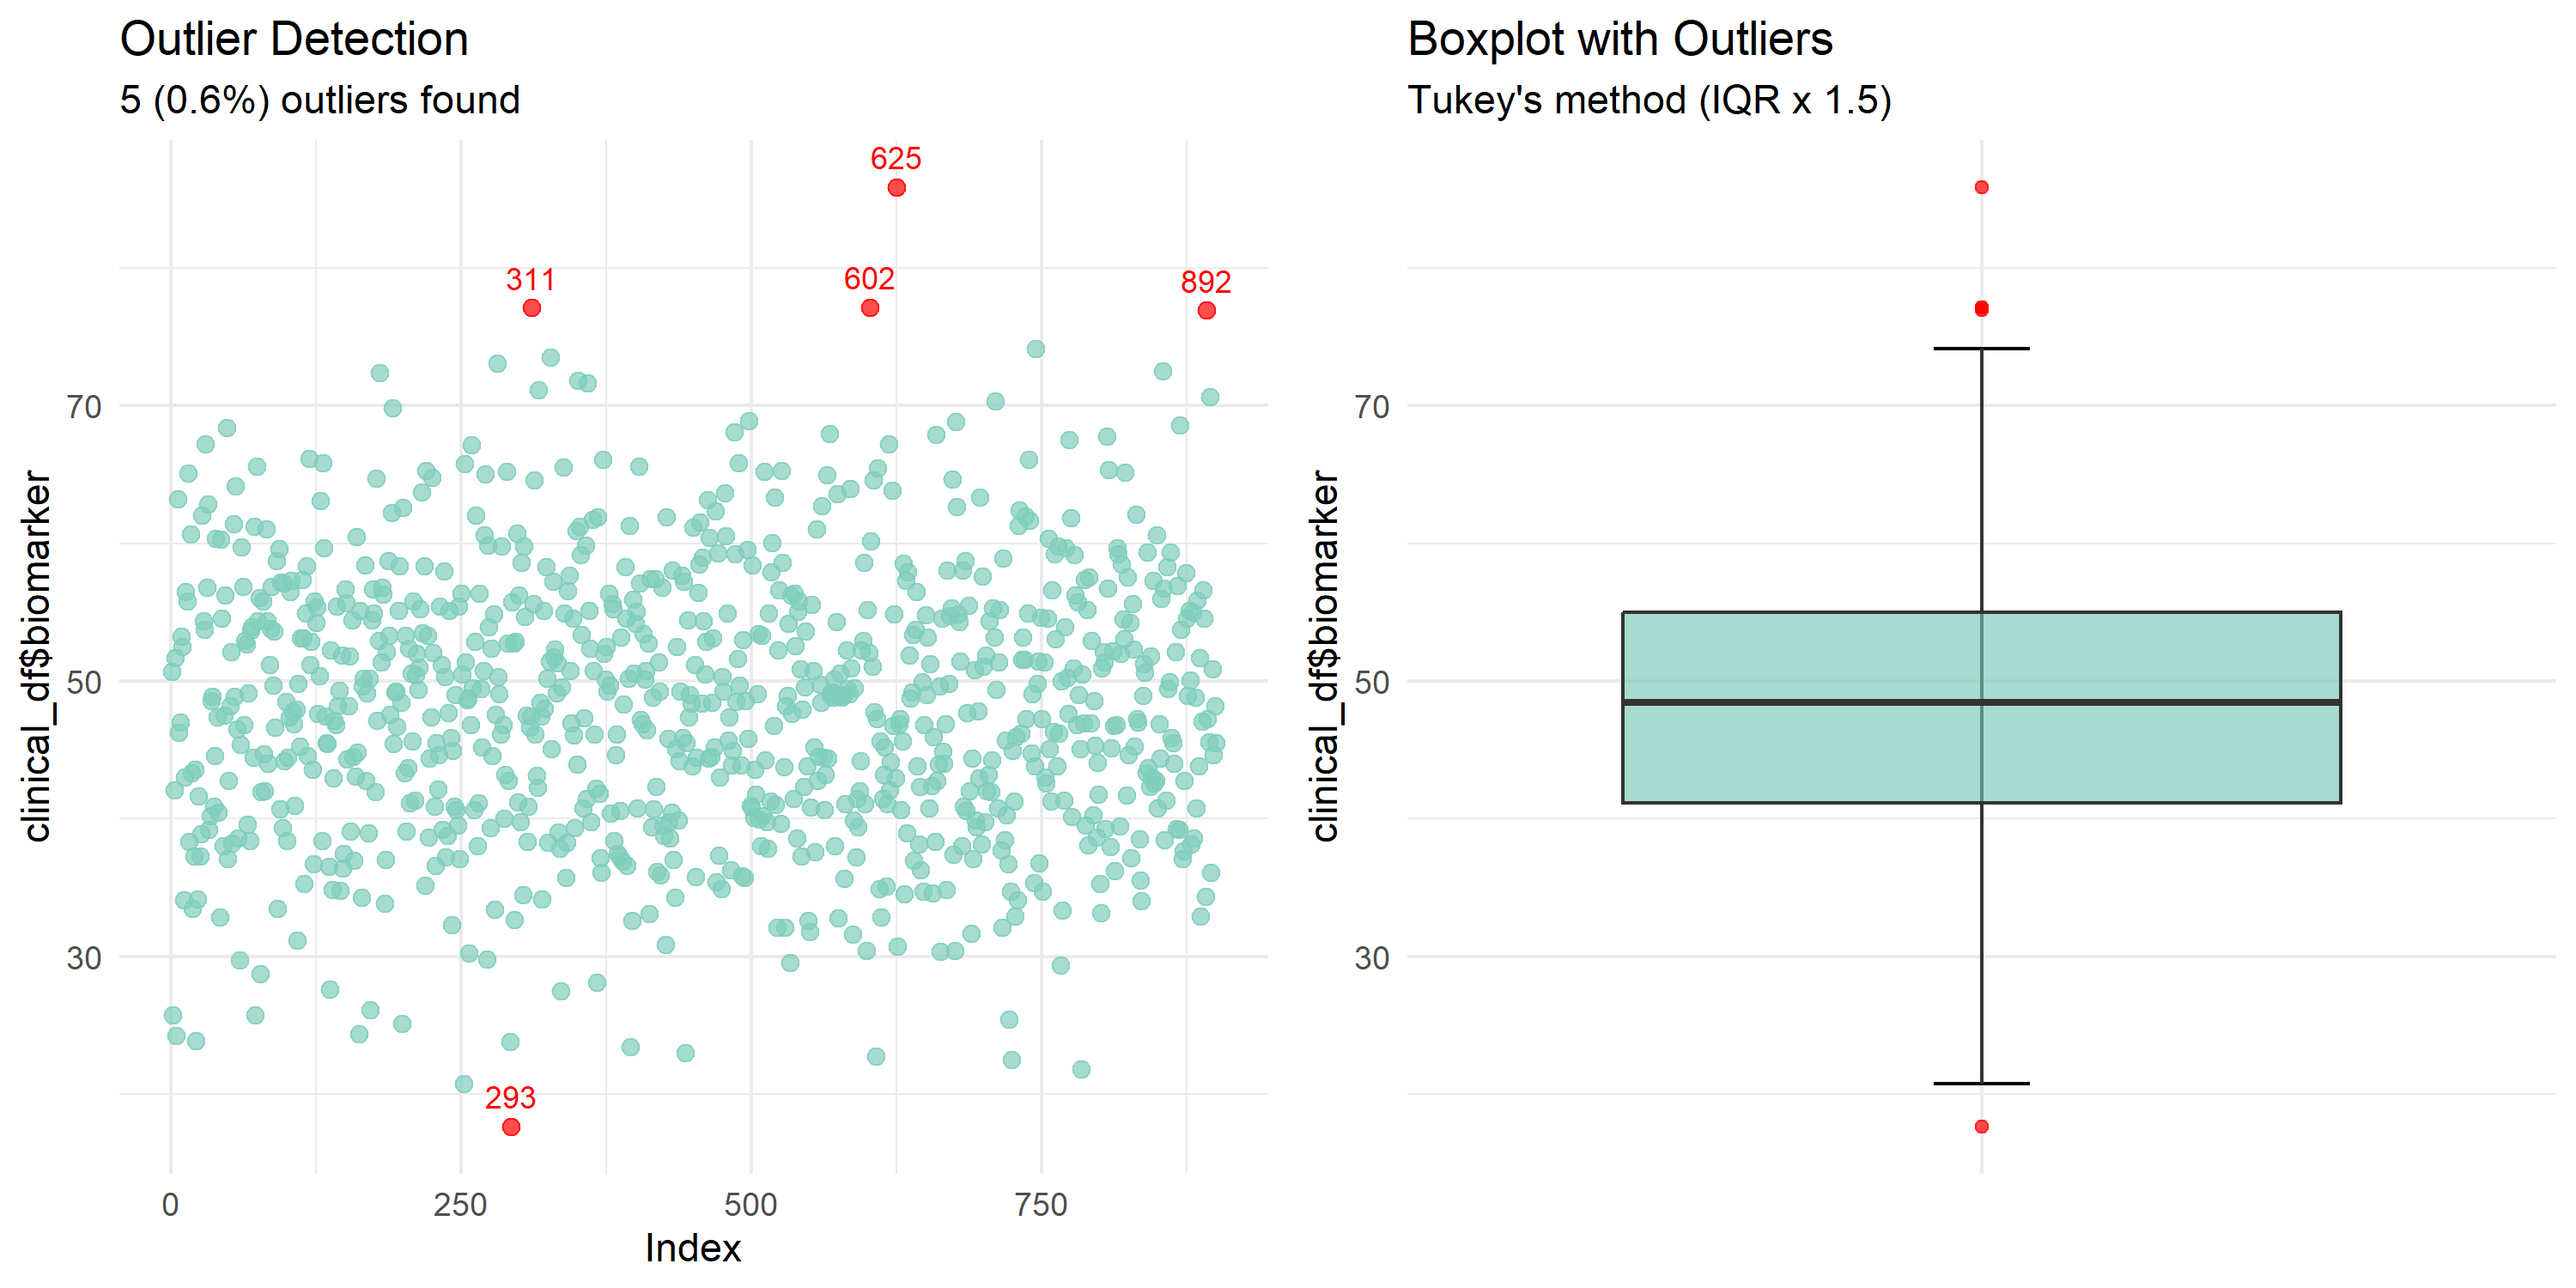 Outlier Detection
5 (0.6%) outliers found
625
311
602
892
293
70
50
30
clinical_df$biomarker
0
250
500
750
Index
Boxplot with Outliers
Tukey's method (IQR x 1.5)
70
50
30
clinical_df$biomarker